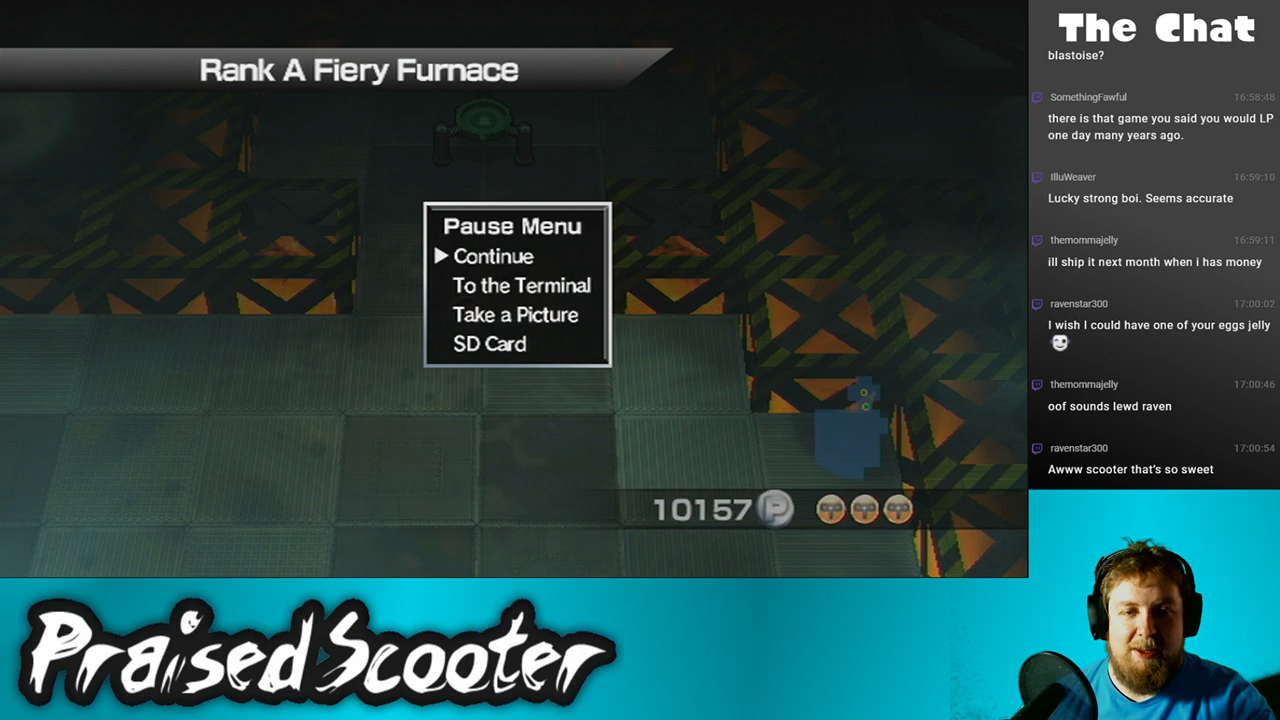 Rank A Fiery Furnace
Pause Menu
Continue
To the Terminal
Take a Picture
SD Card
10157 P
PraisedScooter
The Chat
blastoise?
SomethingFawful 16:58:48
there is that game you said you would LP
one day many years ago.
IlluWeaver 16:59:10
Lucky strong boi. Seems accurate
themommajelly 16:59:11
ill ship it next month when i has money
ravenstar300 17:00:02
I wish I could have one of your eggs jelly
themommajelly 17:00:46
oof sounds lewd raven
ravenstar300 17:00:54
Awww scooter that's so sweet